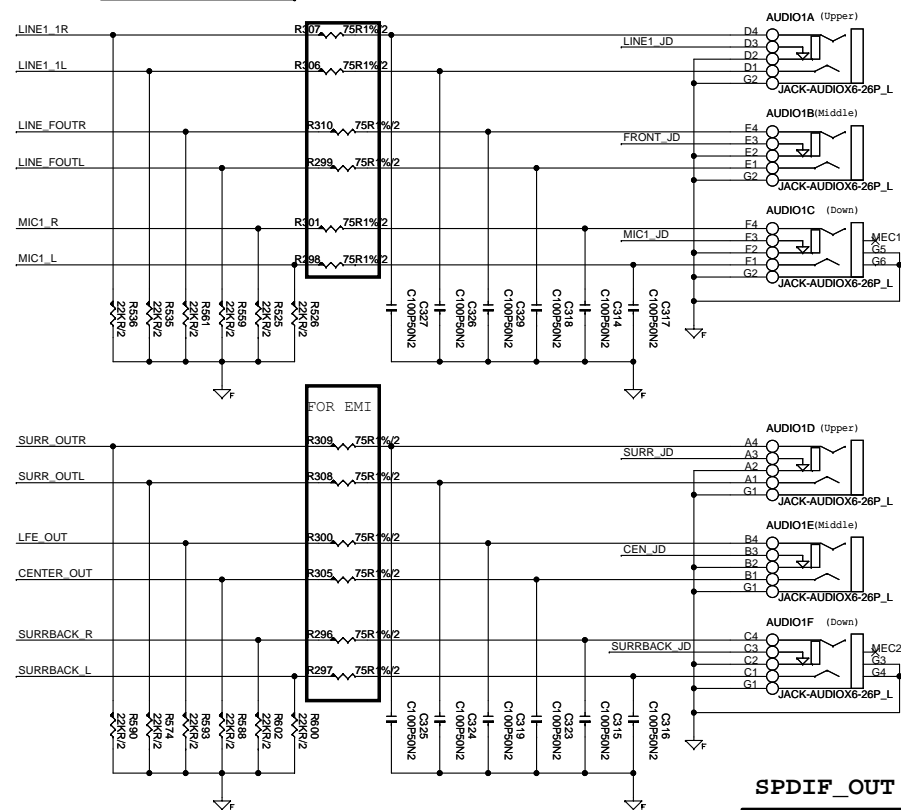 AUDIO1A (Upper)
LINE1_1R
R307
75R1%/2
D4
LINE1_JD
D3
D2
LINE1_1L
R306
75R1%/2
D1
G2
JACK-AUDIOX6-26P_L
AUDIO1B(Middle)
LINE_FOUTR
R310
75R1%/2
E4
FRONT_JD
E3
E2
LINE_FOUTL
R299
75R1%/2
E1
G2
JACK-AUDIOX6-26P_L
AUDIO1C (Down)
MIC1_R
R301
75R1%/2
F4
MIC1_JD
F3
MEC1
F2
G5
MIC1_L
R298
75R1%/2
F1
G6
G2
JACK-AUDIOX6-26P_L
R536
22KR/2
R535
22KR/2
R561
22KR/2
R559
22KR/2
R529
22KR/2
R526
22KR/2
C327
C100P50N2
C326
C100P50N2
C329
C100P50N2
C318
C100P50N2
C314
C100P50N2
C317
C100P50N2
F
F
F
FOR EMI
AUDIO1D (Upper)
SURR_OUTR
R309
75R1%/2
A4
SURR_JD
A3
A2
SURR_OUTL
R308
75R1%/2
A1
G1
JACK-AUDIOX6-26P_L
AUDIO1E(Middle)
LFE_OUT
R300
75R1%/2
B4
CEN_JD
B3
B2
CENTER_OUT
R305
75R1%/2
B1
G1
JACK-AUDIOX6-26P_L
AUDIO1F (Down)
SURRBACK_R
R296
75R1%/2
C4
SURRBACK_JD
C3
MEC2
C2
G3
SURRBACK_L
R297
75R1%/2
C1
G4
G1
JACK-AUDIOX6-26P_L
R590
22KR/2
R574
22KR/2
R593
22KR/2
R588
22KR/2
R602
22KR/2
R600
22KR/2
C325
C100P50N2
C324
C100P50N2
C319
C100P50N2
C323
C100P50N2
C315
C100P50N2
C316
C100P50N2
F
F
F
SPDIF_OUT